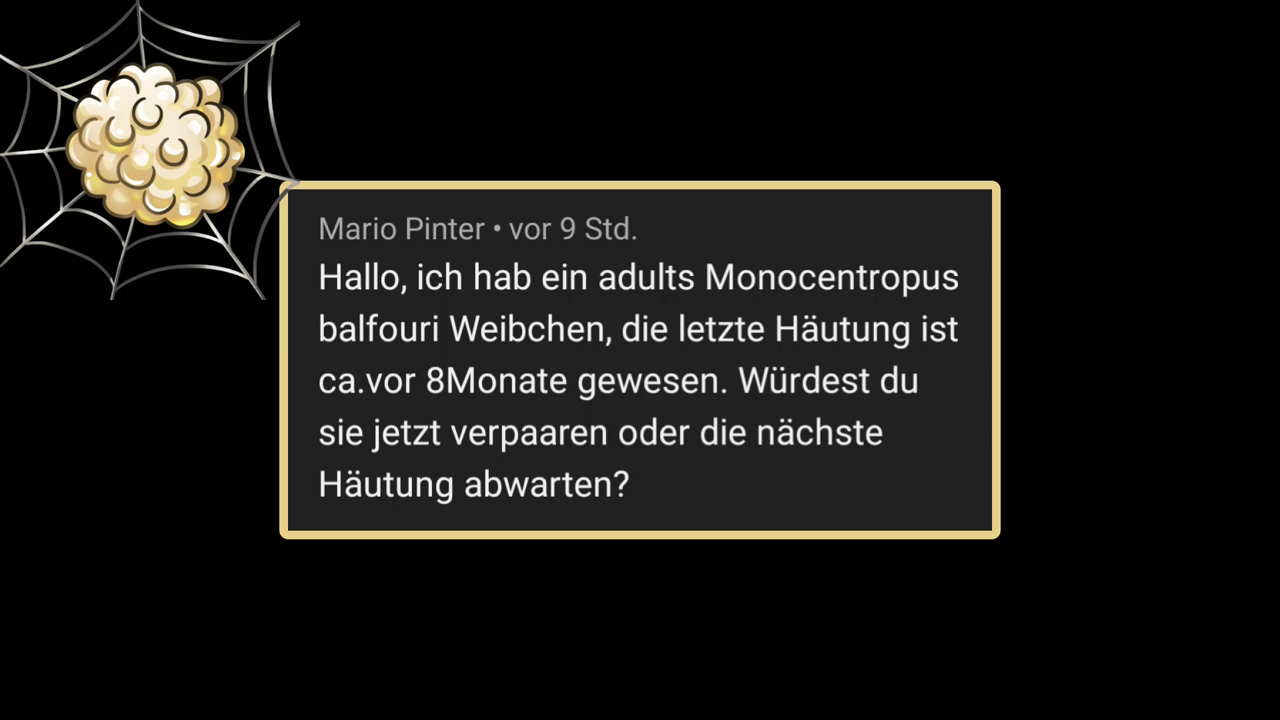 Mario Pinter • vor 9 Std.
Hallo, ich hab ein adults Monocentropus
balfouri Weibchen, die letzte Häutung ist
ca.vor 8Monate gewesen. Würdest du
sie jetzt verpaaren oder die nächste
Häutung abwarten?